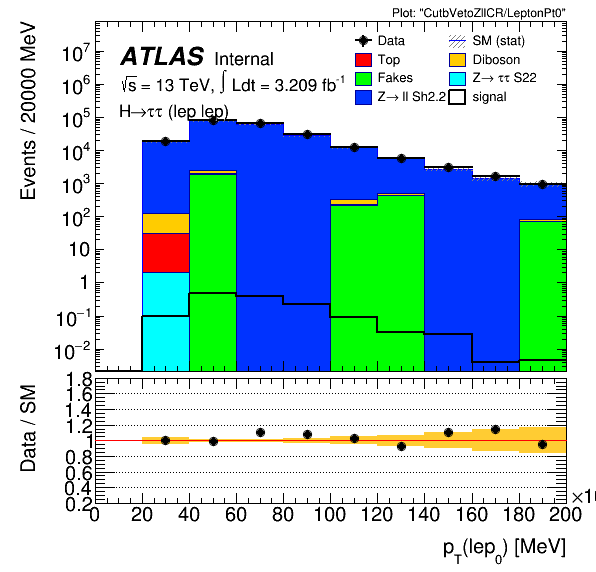 Plot: "CutbVetoZllCR/LeptonPt0"
Events / 20000 MeV
10⁷
10⁶
10⁵
10⁴
10³
10²
10
1
10⁻¹
10⁻²
ATLAS Internal
√s = 13 TeV, ∫ Ldt = 3.209 fb⁻¹
H→ττ (lep lep)
Data
SM (stat)
Top
Diboson
Fakes
Z→ ττ S22
Z→ ll Sh2.2
signal
Data / SM
1.8
1.6
1.4
1.2
1
0.8
0.6
0.4
0.2
0 20 40 60 80 100 120 140 160 180 200
p_T(lep_0) [MeV]